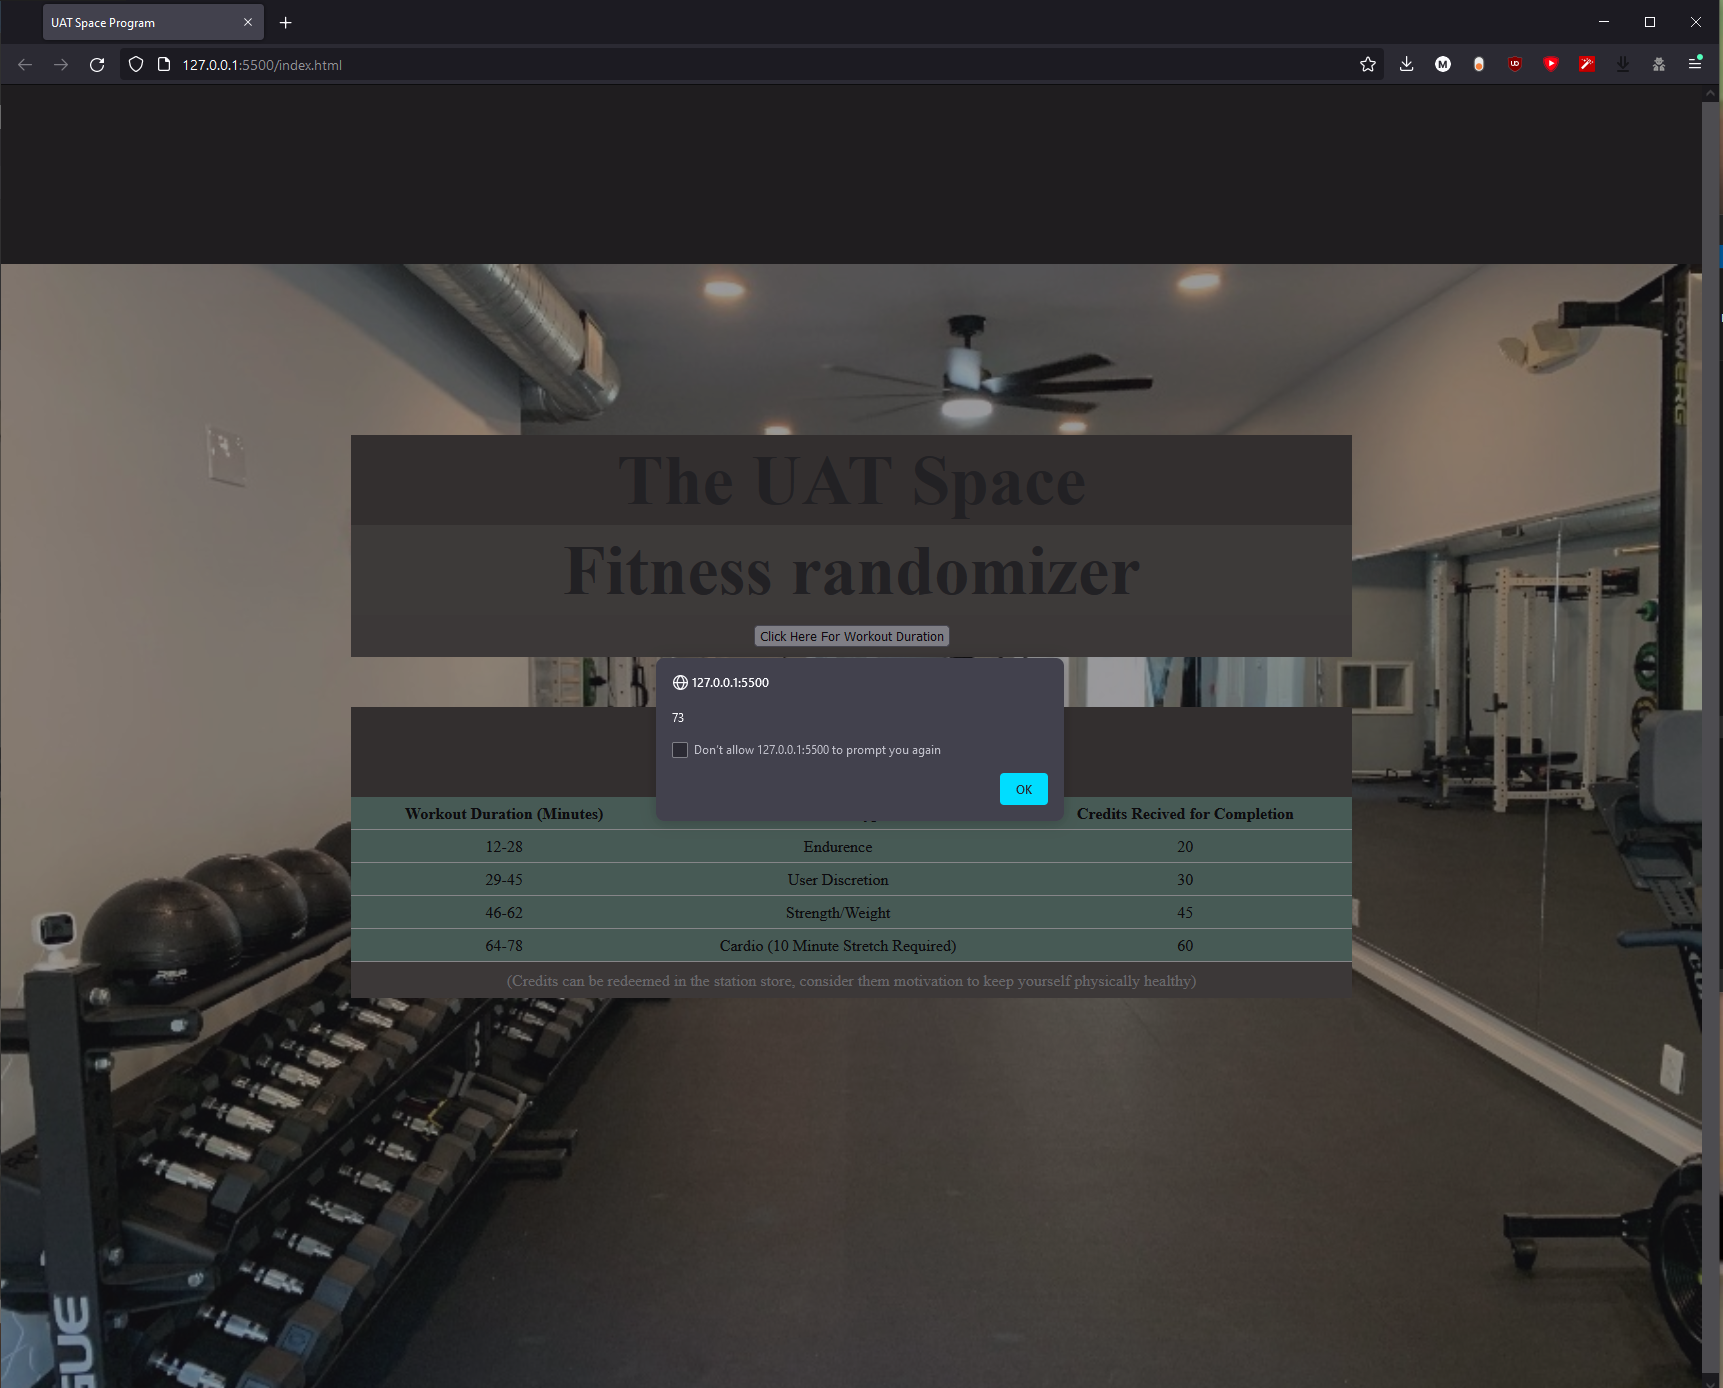 UAT Space Program
127.0.0.1:5500/index.html
The UAT Space
Fitness randomizer
Click Here For Workout Duration
127.0.0.1:5500
73
Don't allow 127.0.0.1:5500 to prompt you again
OK
Workout Duration (Minutes) Credits Recived for Completion
12-28 Endurence 20
29-45 User Discretion 30
46-62 Strength/Weight 45
64-78 Cardio (10 Minute Stretch Required) 60
(Credits can be redeemed in the station store, consider them motivation to keep yourself physically healthy)
ROWERG